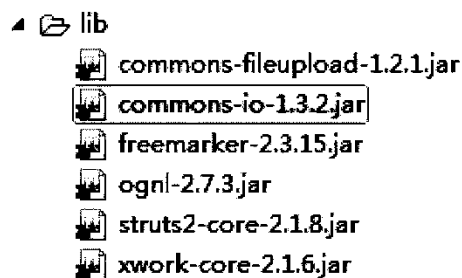 lib
commons-fileupload-1.2.1.jar
commons-io-1.3.2.jar
freemarker-2.3.15.jar
ognl-2.7.3.jar
struts2-core-2.1.8.jar
xwork-core-2.1.6.jar